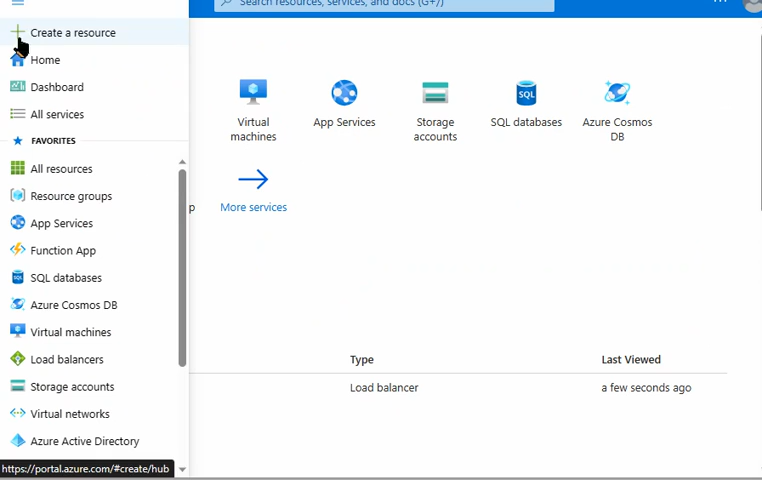 Search resources, services, and docs (G+/)
Create a resource
Home
Dashboard
All services
FAVORITES
All resources
Resource groups
App Services
Function App
SQL databases
Azure Cosmos DB
Virtual machines
Load balancers
Storage accounts
Virtual networks
Azure Active Directory
https://portal.azure.com/#create/hub
Virtual
machines
App Services
Storage
accounts
SQL databases
SQL
Azure Cosmos
DB
p
More services
Type
Last Viewed
Load balancer
a few seconds ago